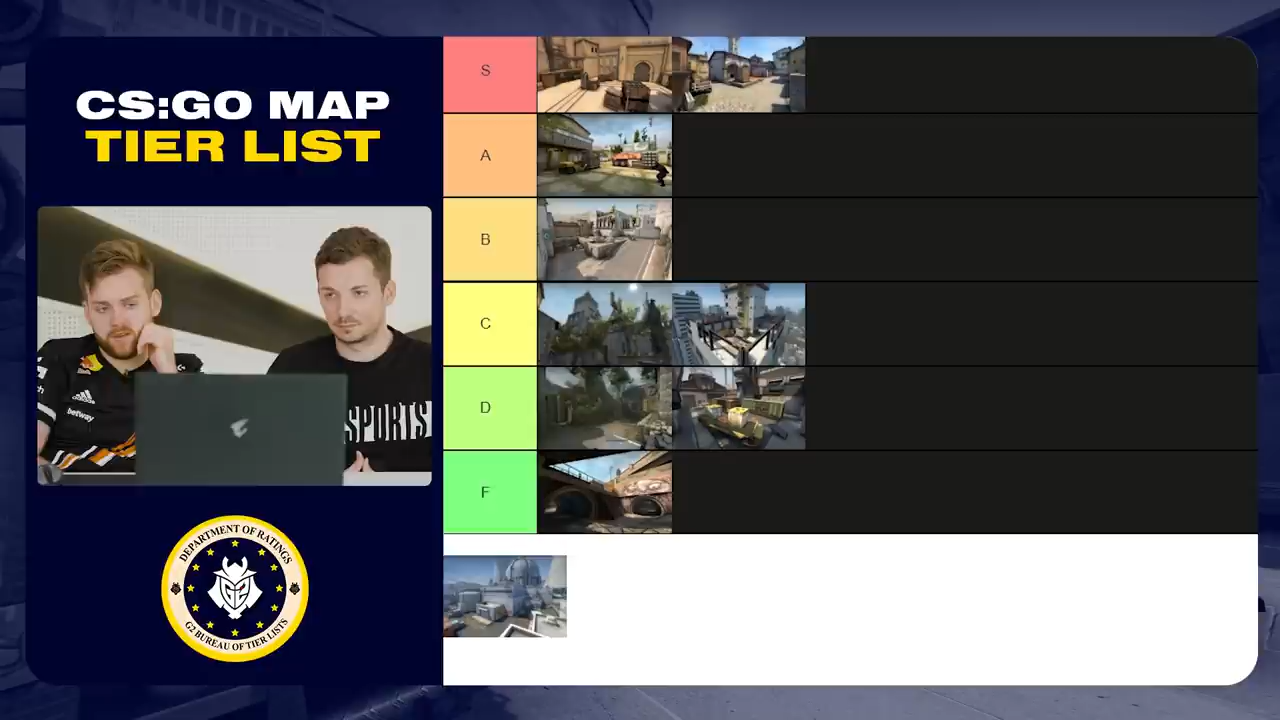 CS:GO MAP
TIER LIST
S
A
B
C
D
F
betway
SPORTS
DEPARTMENT OF RATINGS
G2 BUREAU OF TIER LISTS